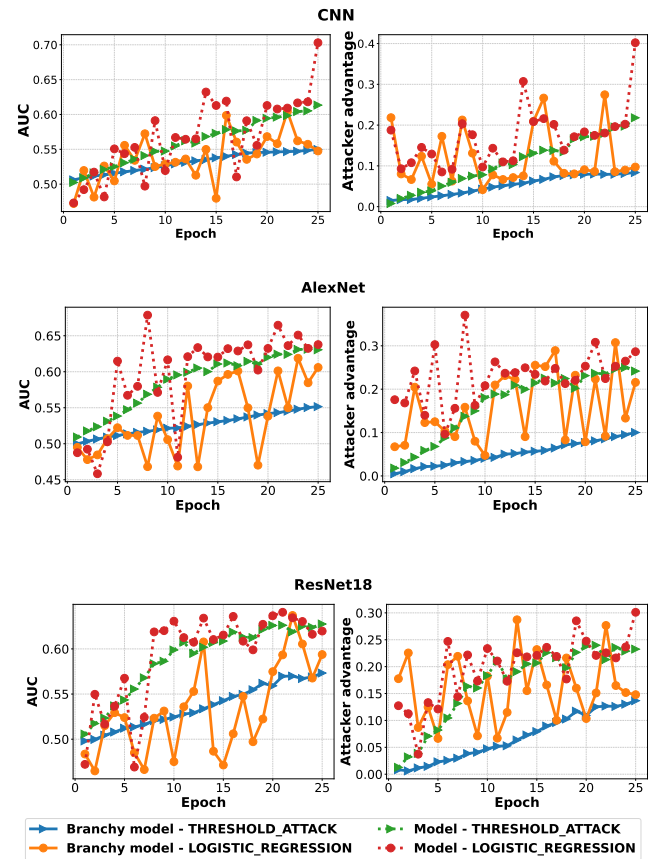 CNN
0.70
0.65
0.60
0.55
0.50
AUC
0 5 10 15 20 25
Epoch
0.4
0.3
0.2
0.1
0.0
Attacker advantage
0 5 10 15 20 25
Epoch
AlexNet
0.65
0.60
0.55
0.50
0.45
AUC
0 5 10 15 20 25
Epoch
0.3
0.2
0.1
0.0
Attacker advantage
0 5 10 15 20 25
Epoch
ResNet18
0.60
0.55
0.50
AUC
0 5 10 15 20 25
Epoch
0.30
0.25
0.20
0.15
0.10
0.05
0.00
Attacker advantage
0 5 10 15 20 25
Epoch
Branchy model - THRESHOLD_ATTACK
Branchy model - LOGISTIC_REGRESSION
Model - THRESHOLD_ATTACK
Model - LOGISTIC_REGRESSION